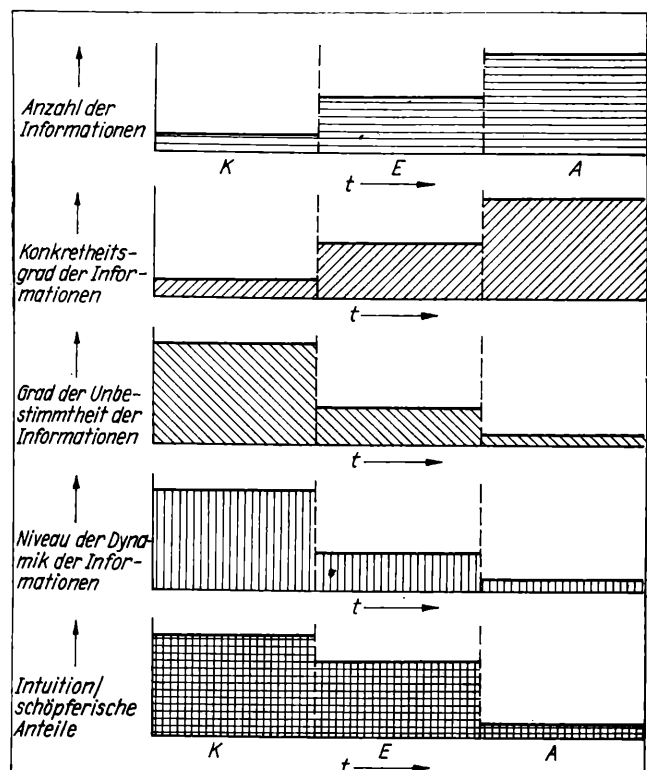 Anzahl der
Informationen
K E A
t
Konkretheits-
grad der Infor-
mationen
t
Grad der Unbe-
stimmtheit der
Informationen
t
Niveau der Dyna-
mik der Infor-
mationen
t
Intuition/
schöpferische
Anteile
K E A
t